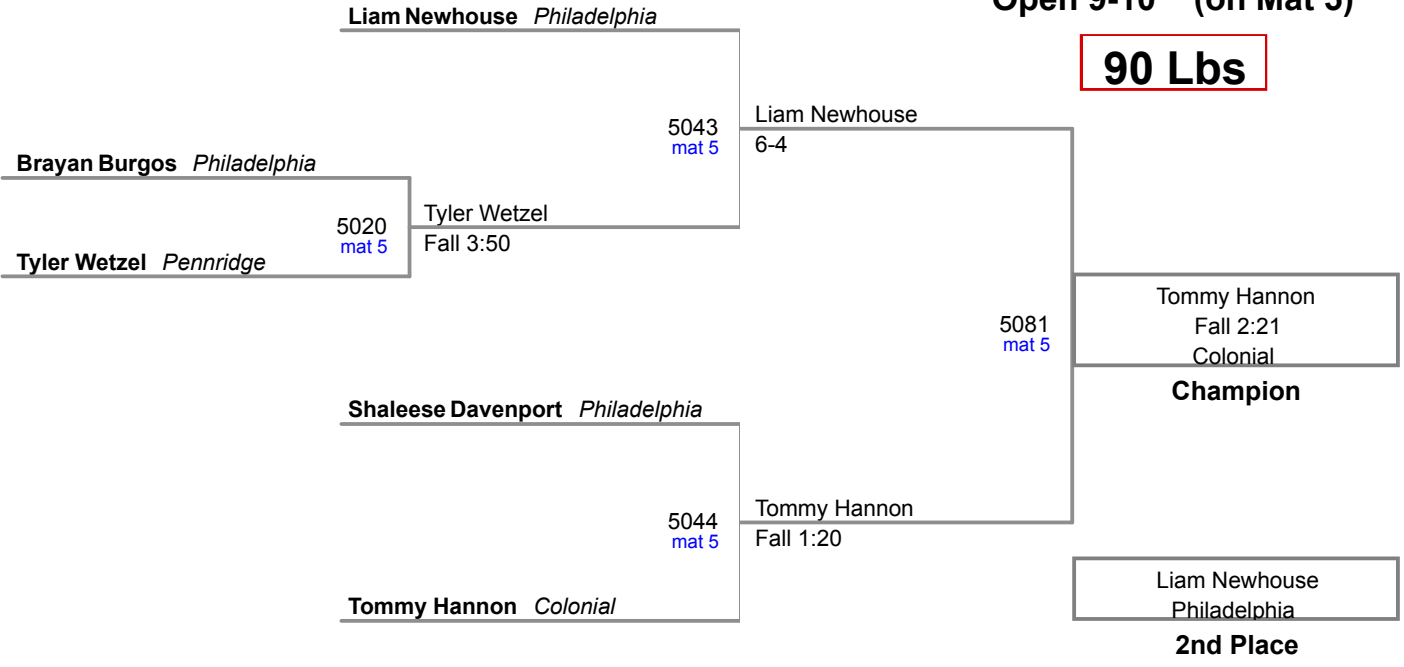 Open 9-10 (on Mat 5)
90 Lbs
Liam Newhouse Philadelphia
5043
mat 5
Liam Newhouse
6-4
Brayan Burgos Philadelphia
5020
mat 5
Tyler Wetzel
Fall 3:50
Tyler Wetzel Pennridge
5081
mat 5
Tommy Hannon
Fall 2:21
Colonial
Champion
Shaleese Davenport Philadelphia
5044
mat 5
Tommy Hannon
Fall 1:20
Tommy Hannon Colonial
Liam Newhouse
Philadelphia
2nd Place